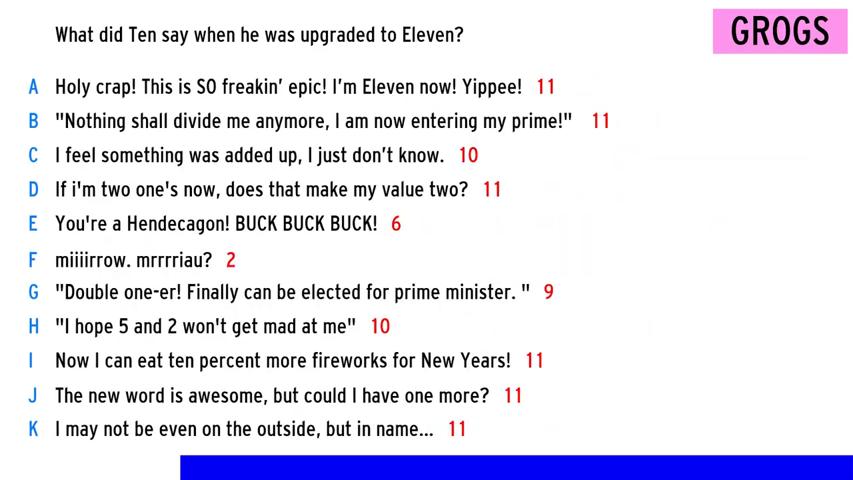 What did Ten say when he was upgraded to Eleven?
GROGS
A Holy crap! This is SO freakin' epic! I'm Eleven now! Yippee! 11
B "Nothing shall divide me anymore, I am now entering my prime!" 11
C I feel something was added up, I just don't know. 10
D If i'm two one's now, does that make my value two? 11
E You're a Hendecagon! BUCK BUCK BUCK! 6
F miiiirrow. mrrrriau? 2
G "Double one-er! Finally can be elected for prime minister. " 9
H "I hope 5 and 2 won't get mad at me" 10
I Now I can eat ten percent more fireworks for New Years! 11
J The new word is awesome, but could I have one more? 11
K I may not be even on the outside, but in name... 11